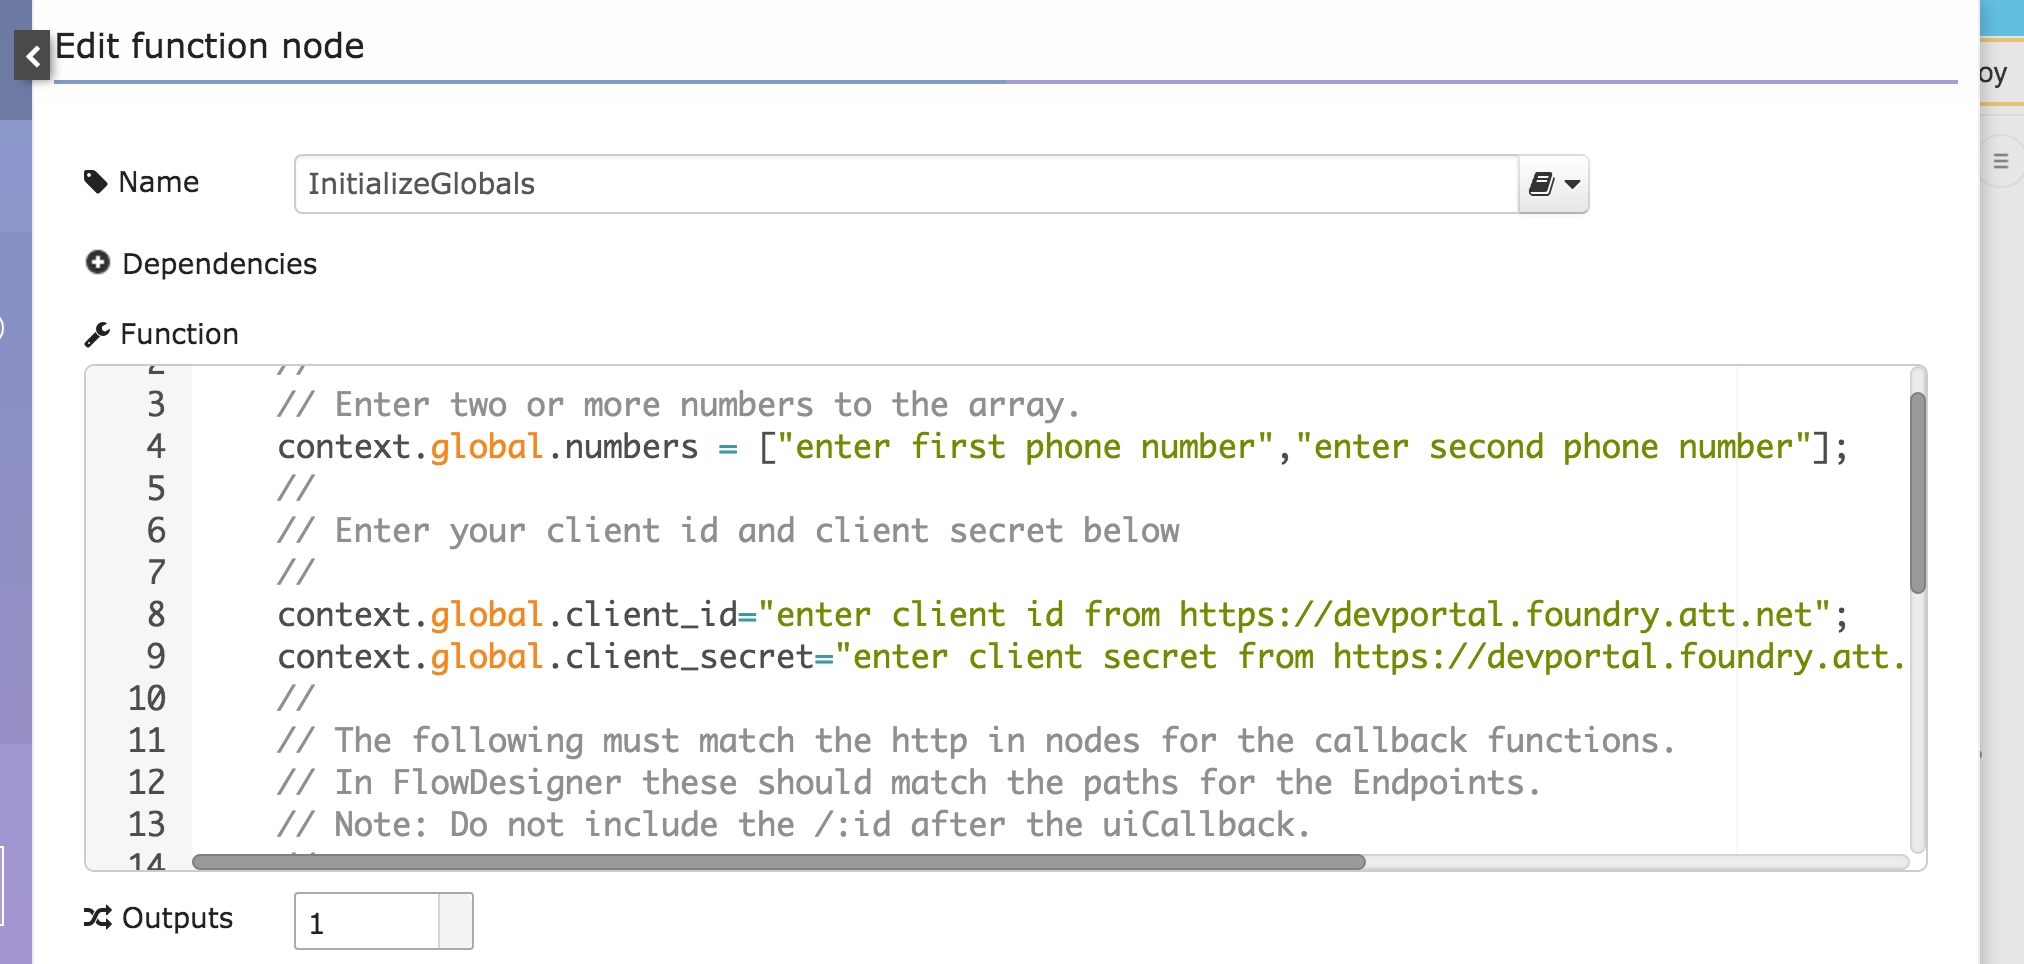 Edit function node
oy
Name
InitializeGlobals
Dependencies
Function
2 //
3 // Enter two or more numbers to the array.
4 context.global.numbers = ["enter first phone number","enter second phone number"];
5 //
6 // Enter your client id and client secret below
7 //
8 context.global.client_id="enter client id from https://devportal.foundry.att.net";
9 context.global.client_secret="enter client secret from https://devportal.foundry.att.
10 //
11 // The following must match the http in nodes for the callback functions.
12 // In FlowDesigner these should match the paths for the Endpoints.
13 // Note: Do not include the /:id after the uiCallback.
14 //
Outputs
1